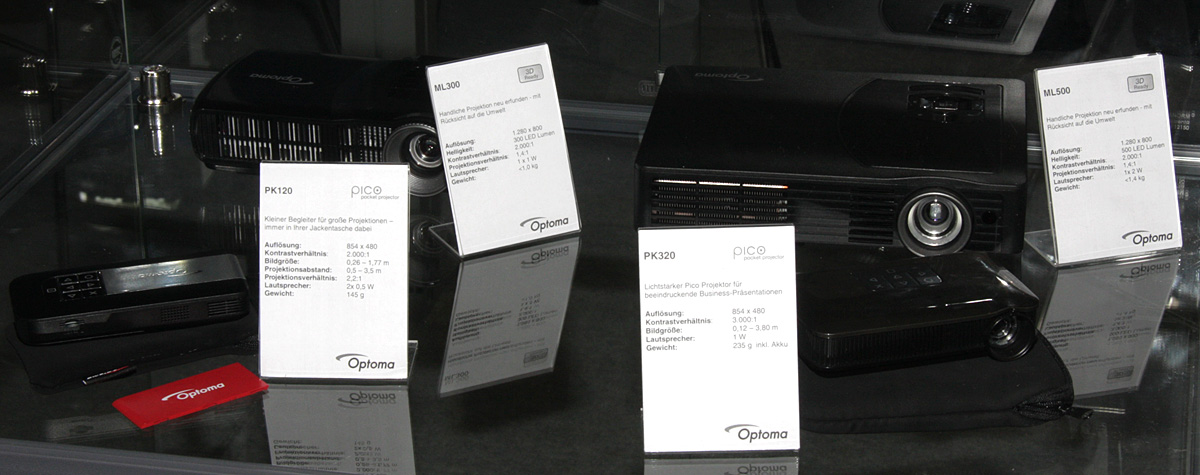 Optoma
ML300
3D
Ready
Handliche Projektion neu erfunden - mit
Rücksicht auf die Umwelt
Auflösung: 1.280 x 800
Helligkeit: 300 LED Lumen
Kontrastverhältnis: 2.000:1
Projektionsverhältnis: 1,4:1
Lautsprecher: 1 x 1 W
Gewicht: <1,0 kg
Optoma
Optoma
ML500
3D
Ready
Handliche Projektion neu erfunden - mit
Rücksicht auf die Umwelt
Auflösung: 1.280 x 800
Helligkeit: 500 LED Lumen
Kontrastverhältnis: 2.000:1
Projektionsverhältnis: 1,4:1
Lautsprecher: 1x 2 W
Gewicht: <1,4 kg
Optoma
PK120
pico
pocket projector
Kleiner Begleiter für große Projektionen –
immer in Ihrer Jackentasche dabei
Auflösung: 854 x 480
Kontrastverhältnis: 2.000:1
Bildgröße: 0,26 – 1,77 m
Projektionsabstand: 0,5 – 3,5 m
Projektionsverhältnis: 2,2:1
Lautsprecher: 2x 0,5 W
Gewicht: 145 g
Optoma
Optoma
PK320
pico
pocket projector
Lichtstarker Pico Projektor für
beeindruckende Business-Präsentationen
Auflösung: 854 x 480
Kontrastverhältnis: 3.000:1
Bildgröße: 0,12 – 3,80 m
Lautsprecher: 1 W
Gewicht: 235 g inkl. Akku
Optoma